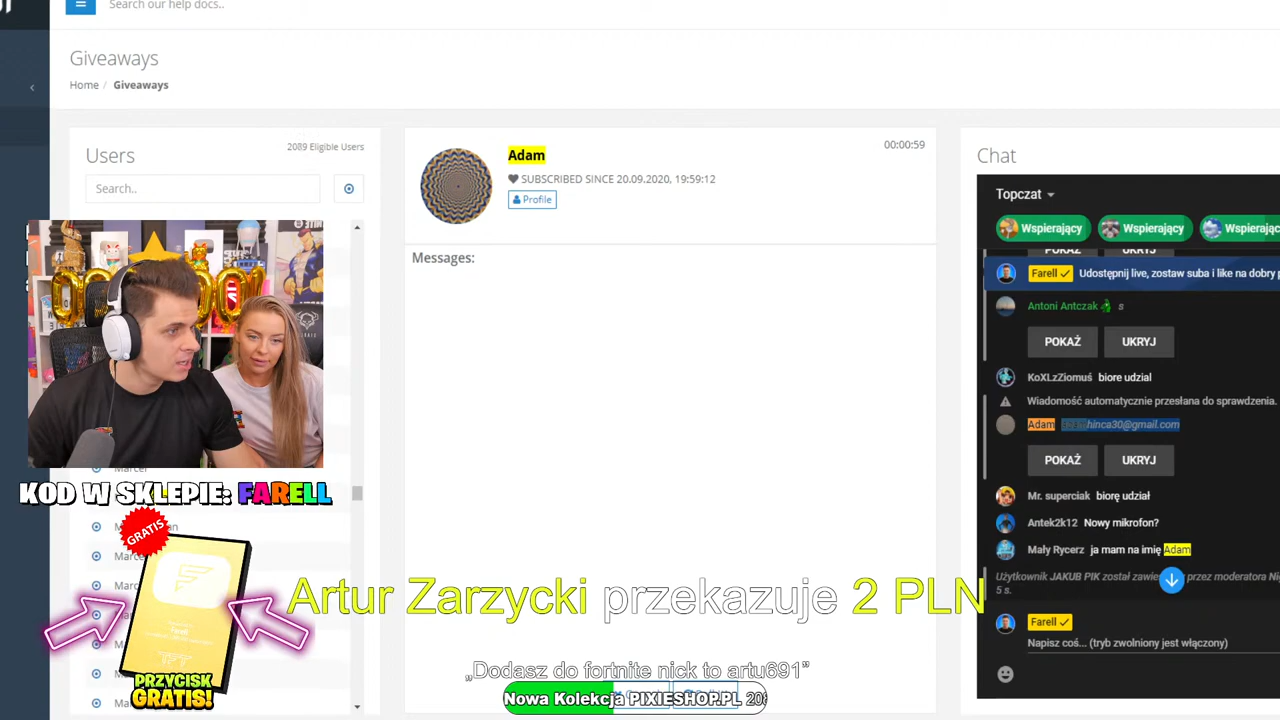 Search our help docs..
Giveaways
Home / Giveaways
Users
2089 Eligible Users
Search..
Adam
SUBSCRIBED SINCE 20.09.2020, 19:59:12
Profile
00:00:59
Messages:
Chat
Topczat
Wspierający Wspierający
Farell Udostępnij live, zostaw suba i like na dobry
Antoni Antczak s
POKAŻ UKRYJ
KoXLzZiomuś biore udzial
Wiadomość automatycznie przesłana do sprawdzenia.
Adam
POKAŻ UKRYJ
Mr. superciak biorę udział
Antek2k12 Nowy mikrofon?
Mały Rycerz ja mam na imię Adam
Użytkownik JAKUB PIK został przez moderatora
5 s.
Farell
Napisz coś... (tryb zwolniony jest włączony)
KOD W SKLEPIE: FARELL
GRATIS
PRZYCISK
GRATIS!
Artur Zarzycki przekazuje 2 PLN
„Dodasz do fortnite nick to artu691”
Nowa Kolekcja PIXIESHOP.PL